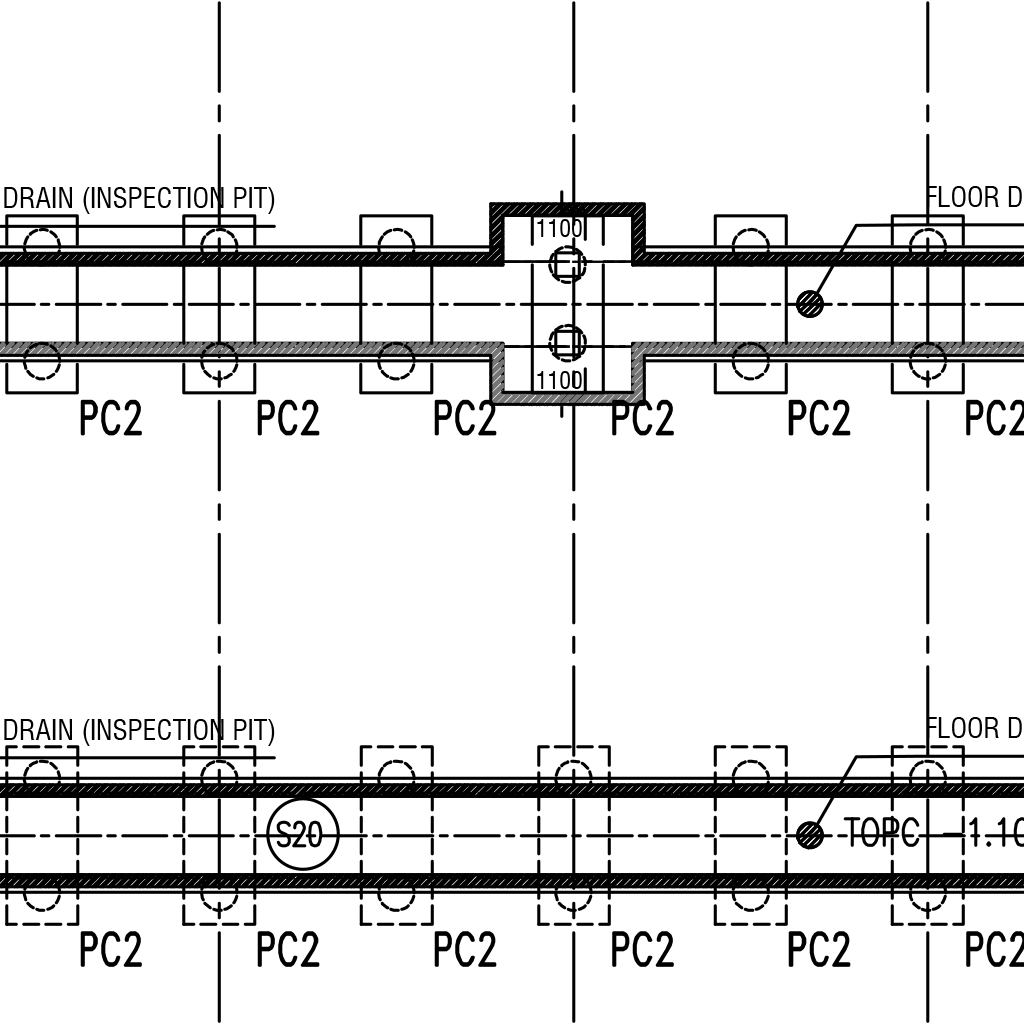 DRAIN (INSPECTION PIT)
FLOOR D
1100
1100
PC2 PC2 PC2 PC2 PC2 PC2
DRAIN (INSPECTION PIT)
FLOOR D
S20
TOPC -1.10
PC2 PC2 PC2 PC2 PC2 PC2